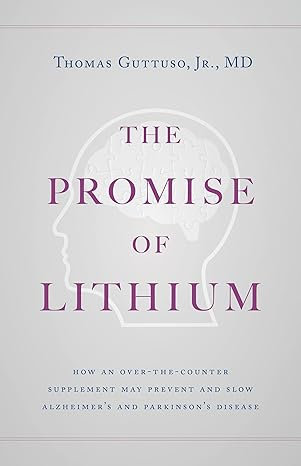 Thomas Guttuso, Jr., MD
THE
PROMISE
OF
LITHIUM
HOW AN OVER-THE-COUNTER
SUPPLEMENT MAY PREVENT AND SLOW
ALZHEIMER'S AND PARKINSON'S DISEASE